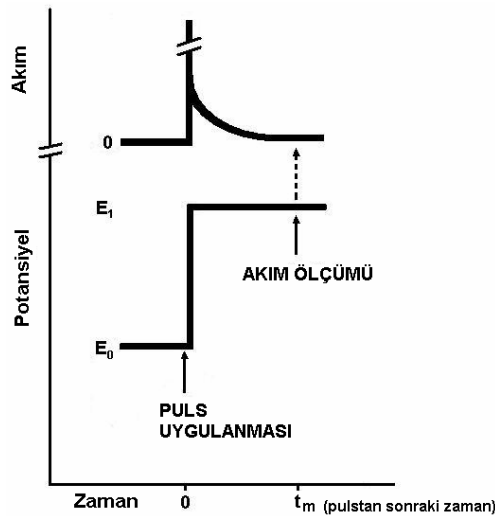 Akım
0
E1
Potansiyel
AKIM ÖLÇÜMÜ
E0
PULS
UYGULANMASI
Zaman 0 tm (pulstan sonraki zaman)